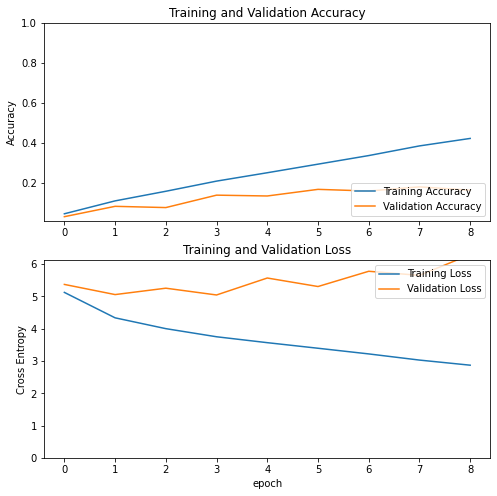 Training and Validation Accuracy
1.0
0.8
0.6
0.4
0.2
Accuracy
Training Accuracy
Validation Accuracy
0 1 2 3 4 5 6 7 8
Training and Validation Loss
6
5
4
3
2
1
0
Cross Entropy
Training Loss
Validation Loss
0 1 2 3 4 5 6 7 8
epoch